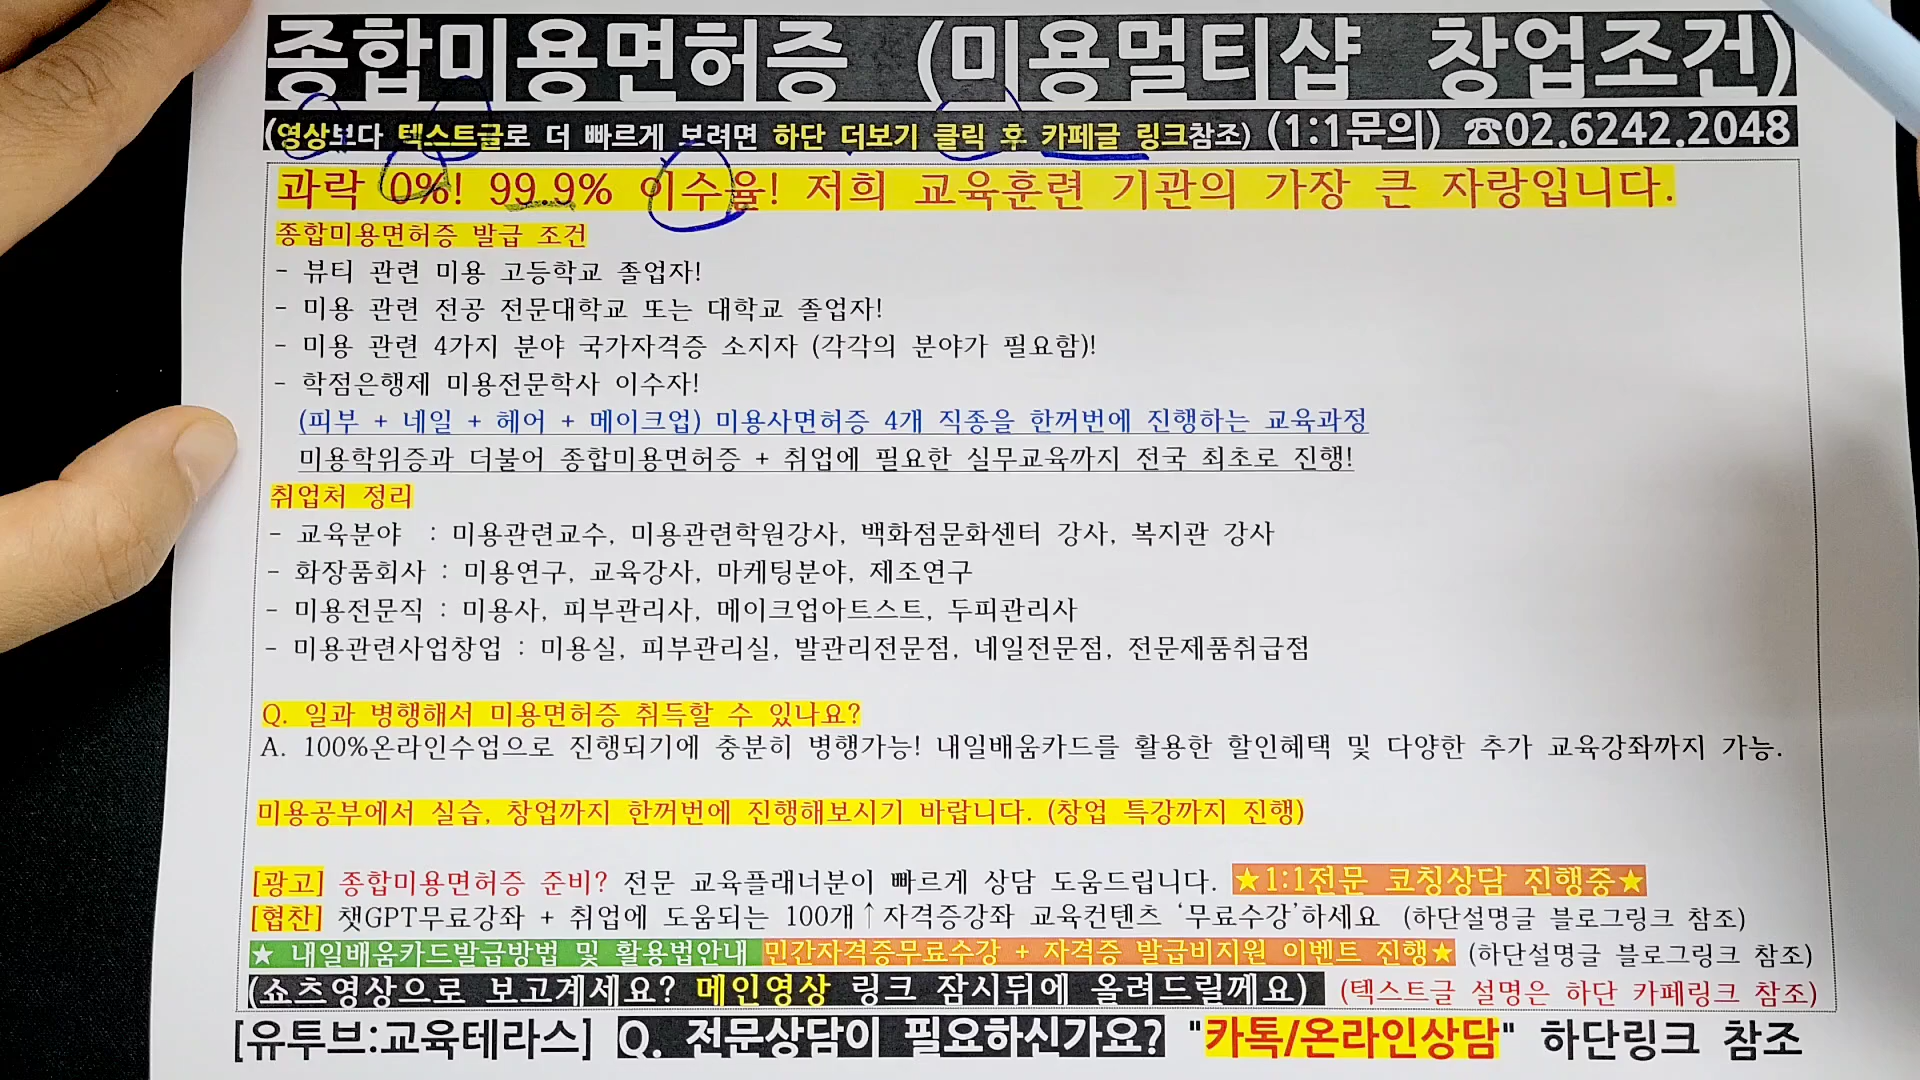 종합미용면허증 (미용멀티샵 창업조건)
(영상보다 텍스트글로 더 빠르게 보려면 하단 더보기 클릭 후 카페글 링크참조) (1:1문의) ☎02.6242.2048
과락 0%! 99.9% 이수율! 저희 교육훈련 기관의 가장 큰 자랑입니다.
종합미용면허증 발급 조건
- 뷰티 관련 미용 고등학교 졸업자!
- 미용 관련 전공 전문대학교 또는 대학교 졸업자!
- 미용 관련 4가지 분야 국가자격증 소지자 (각각의 분야가 필요함)!
- 학점은행제 미용전문학사 이수자!
(피부 + 네일 + 헤어 + 메이크업) 미용사면허증 4개 직종을 한꺼번에 진행하는 교육과정
미용학위증과 더불어 종합미용면허증 + 취업에 필요한 실무교육까지 전국 최초로 진행!
취업처 정리
- 교육분야 : 미용관련교수, 미용관련학원강사, 백화점문화센터 강사, 복지관 강사
- 화장품회사 : 미용연구, 교육강사, 마케팅분야, 제조연구
- 미용전문직 : 미용사, 피부관리사, 메이크업아트스트, 두피관리사
- 미용관련사업창업 : 미용실, 피부관리실, 발관리전문점, 네일전문점, 전문제품취급점
Q. 일과 병행해서 미용면허증 취득할 수 있나요?
A. 100%온라인수업으로 진행되기에 충분히 병행가능! 내일배움카드를 활용한 할인혜택 및 다양한 추가 교육강좌까지 가능.
미용공부에서 실습, 창업까지 한꺼번에 진행해보시기 바랍니다. (창업 특강까지 진행)
[광고] 종합미용면허증 준비? 전문 교육플래너분이 빠르게 상담 도움드립니다. ★1:1전문 코칭상담 진행중★
[협찬] 챗GPT무료강좌 + 취업에 도움되는 100개↑자격증강좌 교육컨텐츠 '무료수강'하세요 (하단설명글 블로그링크 참조)
★ 내일배움카드발급방법 및 활용법안내 민간자격증무료수강 + 자격증 발급비지원 이벤트 진행★ (하단설명글 블로그링크 참조)
(쇼츠영상으로 보고계세요? 메인영상 링크 잠시뒤에 올려드릴께요) (텍스트글 설명은 하단 카페링크 참조)
[유투브:교육테라스] Q. 전문상담이 필요하신가요? "카톡/온라인상담" 하단링크 참조